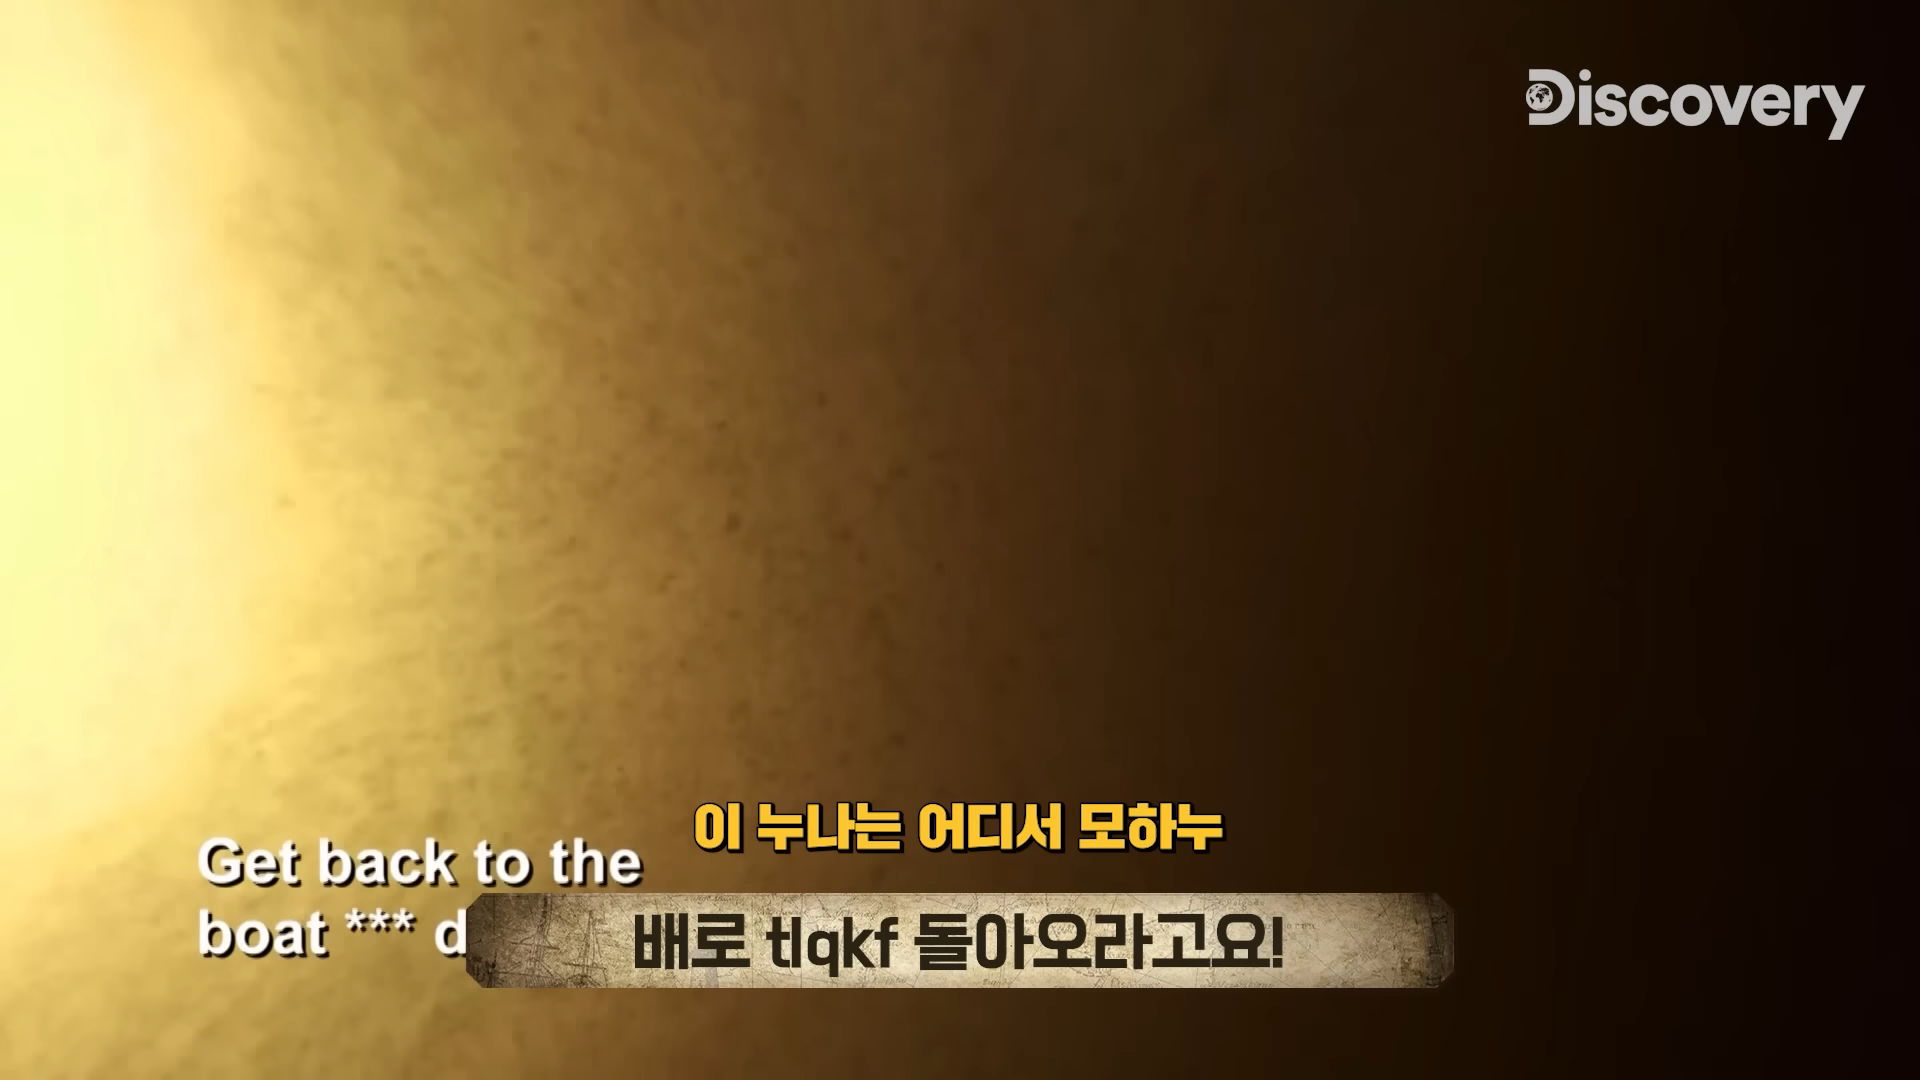 Discovery
이 누나는 어디서 모하누
Get back to the
boat *** d
배로 tlqkf 돌아오라고요!